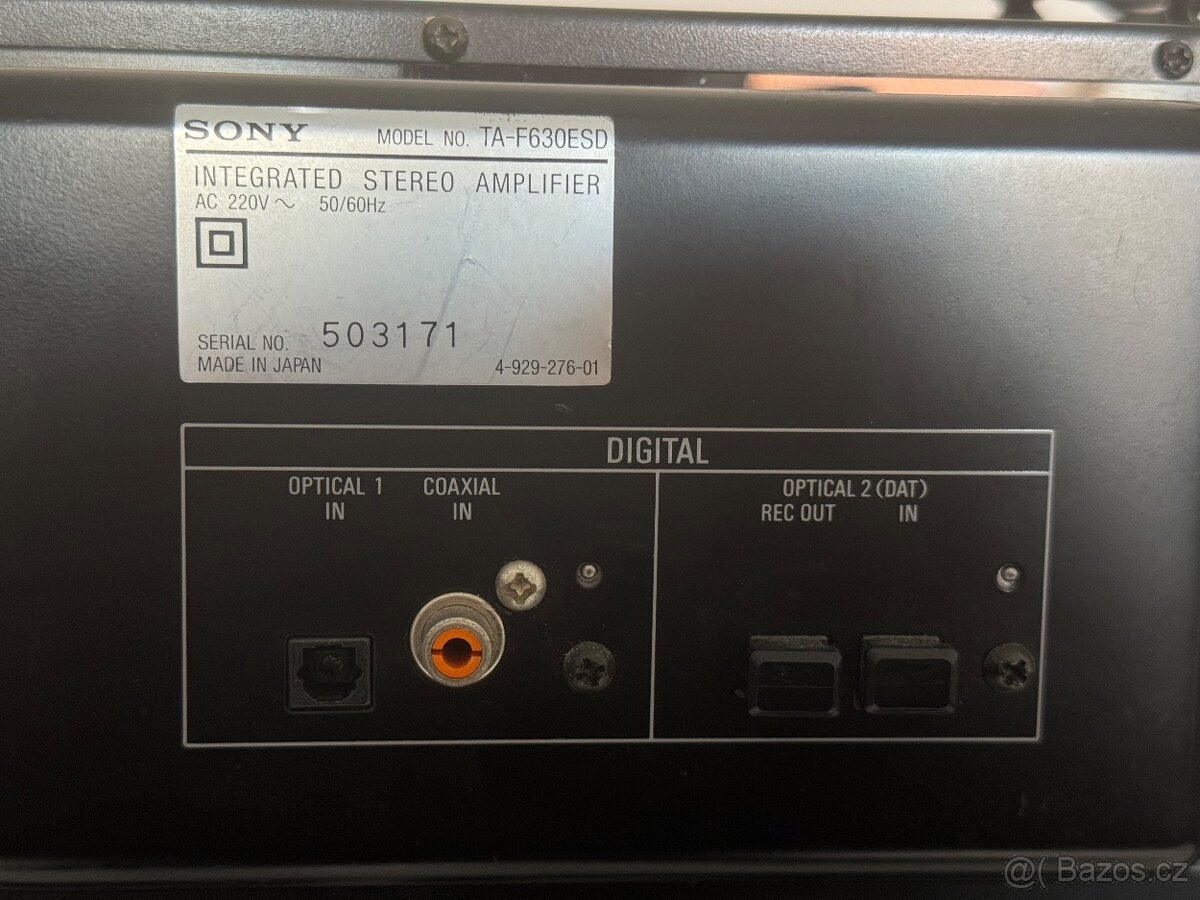 SONY MODEL NO. TA-F630ESD
INTEGRATED STEREO AMPLIFIER
AC 220V～ 50/60Hz
SERIAL NO. 503171
MADE IN JAPAN 4-929-276-01
DIGITAL
OPTICAL 1 IN
COAXIAL IN
OPTICAL 2 (DAT)
REC OUT IN
@( Bazos.cz